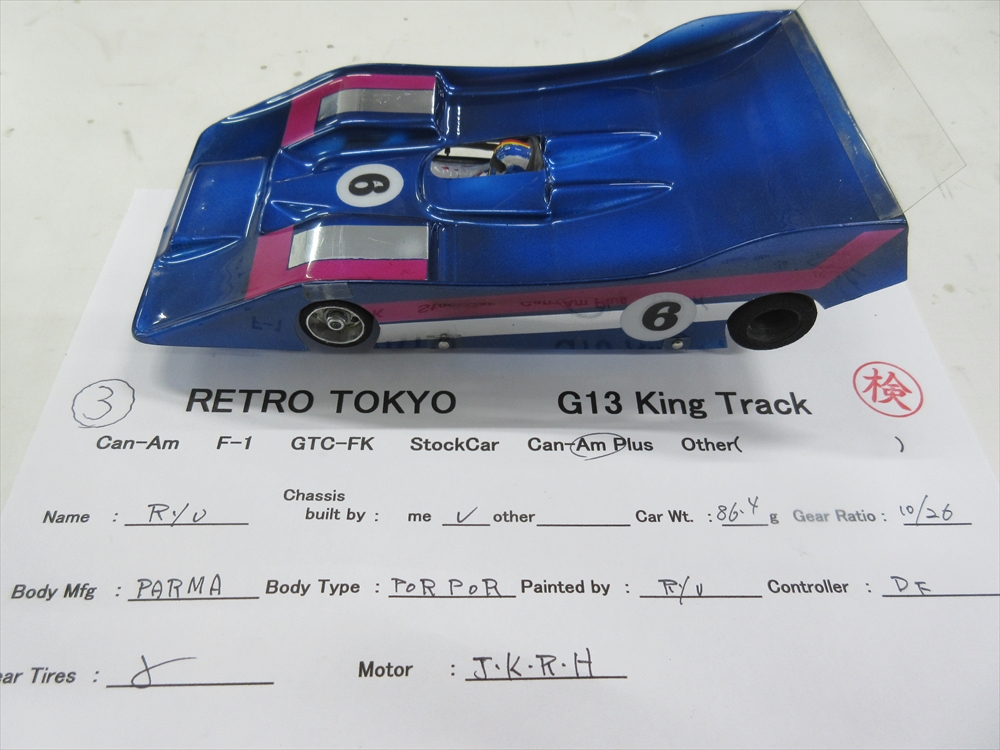 6
6
③ RETRO TOKYO G13 King Track 検
Can-Am F-1 GTC-FK StockCar Can-Am Plus Other( )
Name : Ryu Chassis built by : me ✓ other Car Wt. : 86.4 g Gear Ratio : 10/26
Body Mfg : PARMA Body Type : PoR PoR Painted by : Ryu Controller : DE
ar Tires : Motor : J・K・R・H